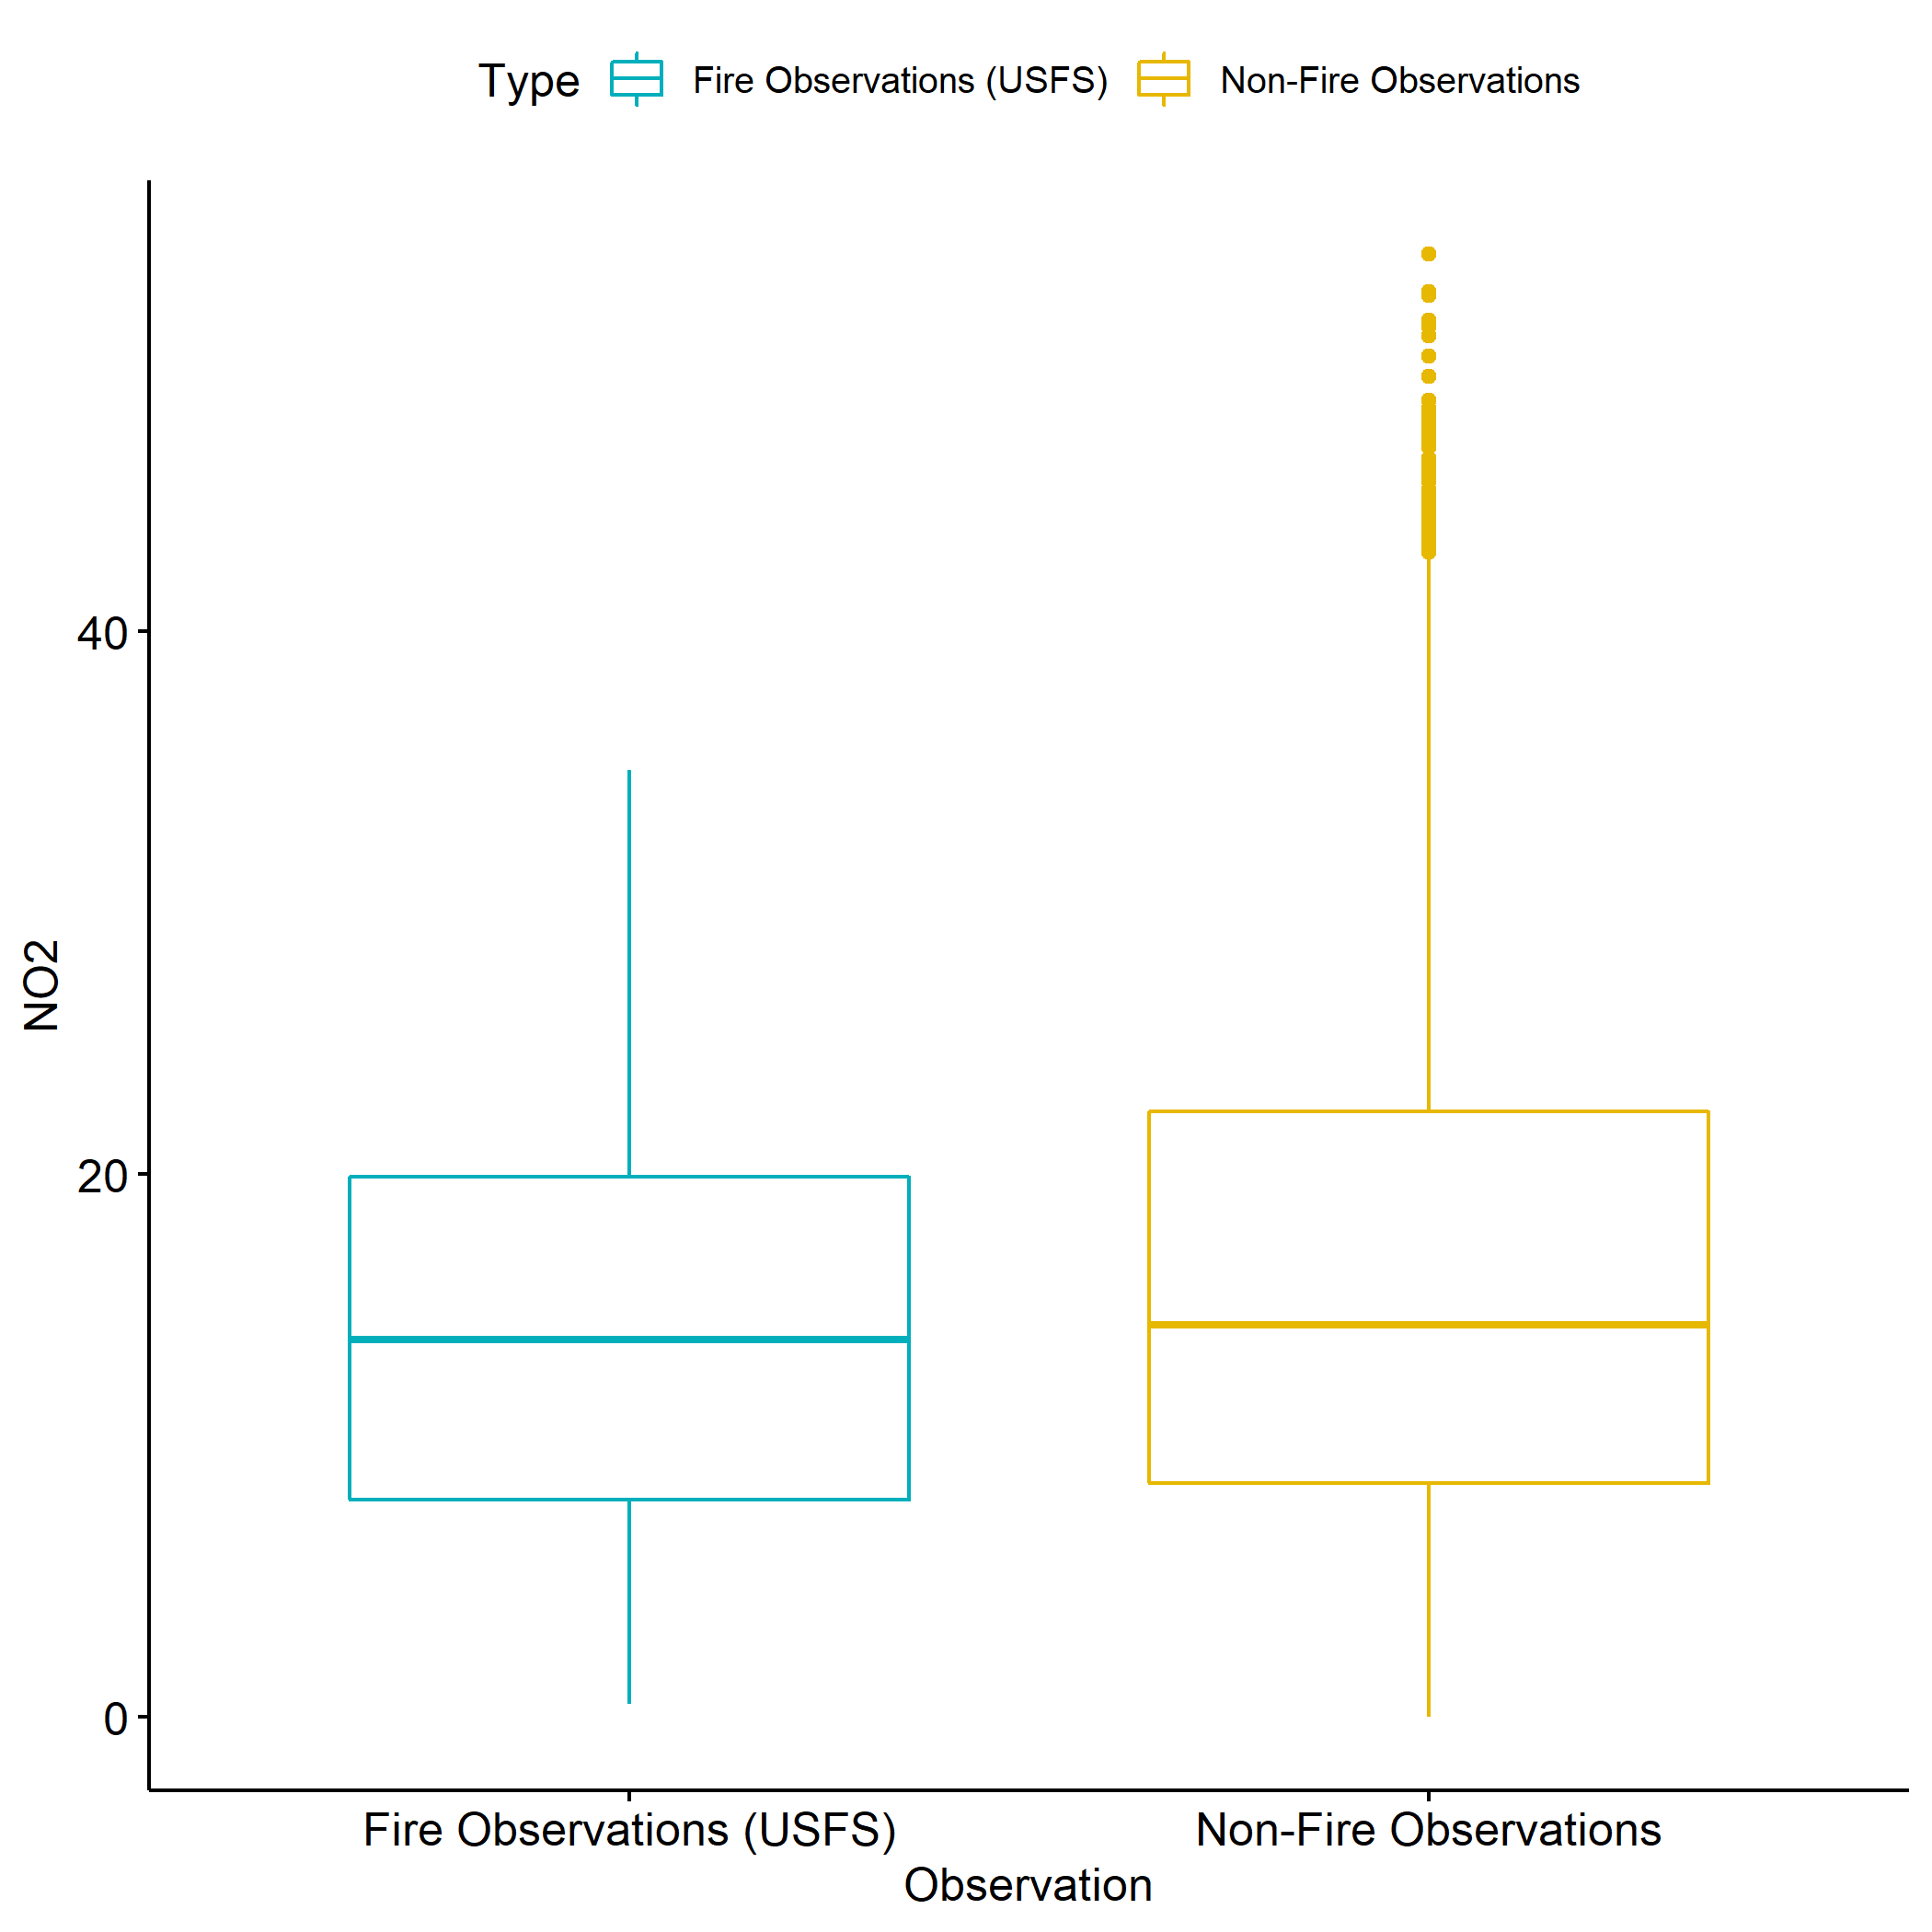 Type Fire Observations (USFS) Non-Fire Observations
NO2
40
20
0
Fire Observations (USFS) Non-Fire Observations
Observation